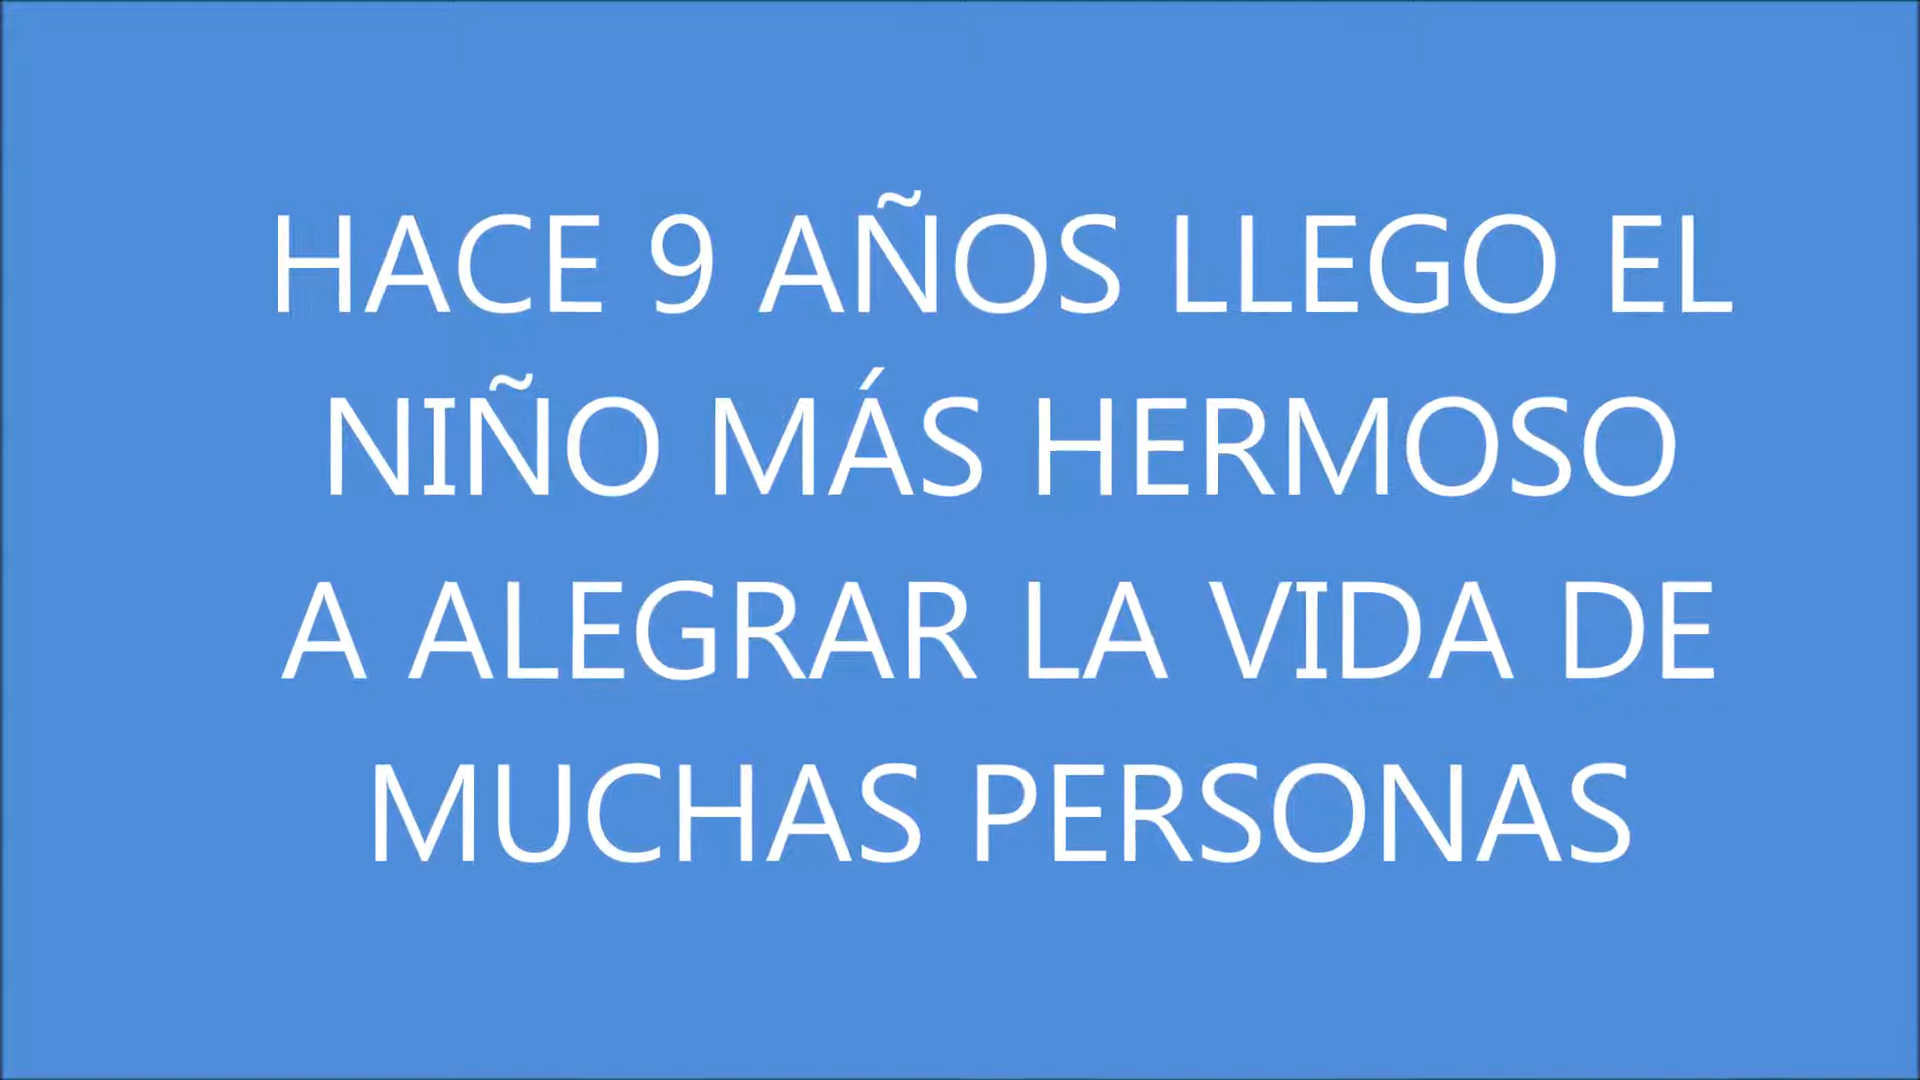 HACE 9 AÑOS LLEGO EL
NIÑO MÁS HERMOSO
A ALEGRAR LA VIDA DE
MUCHAS PERSONAS